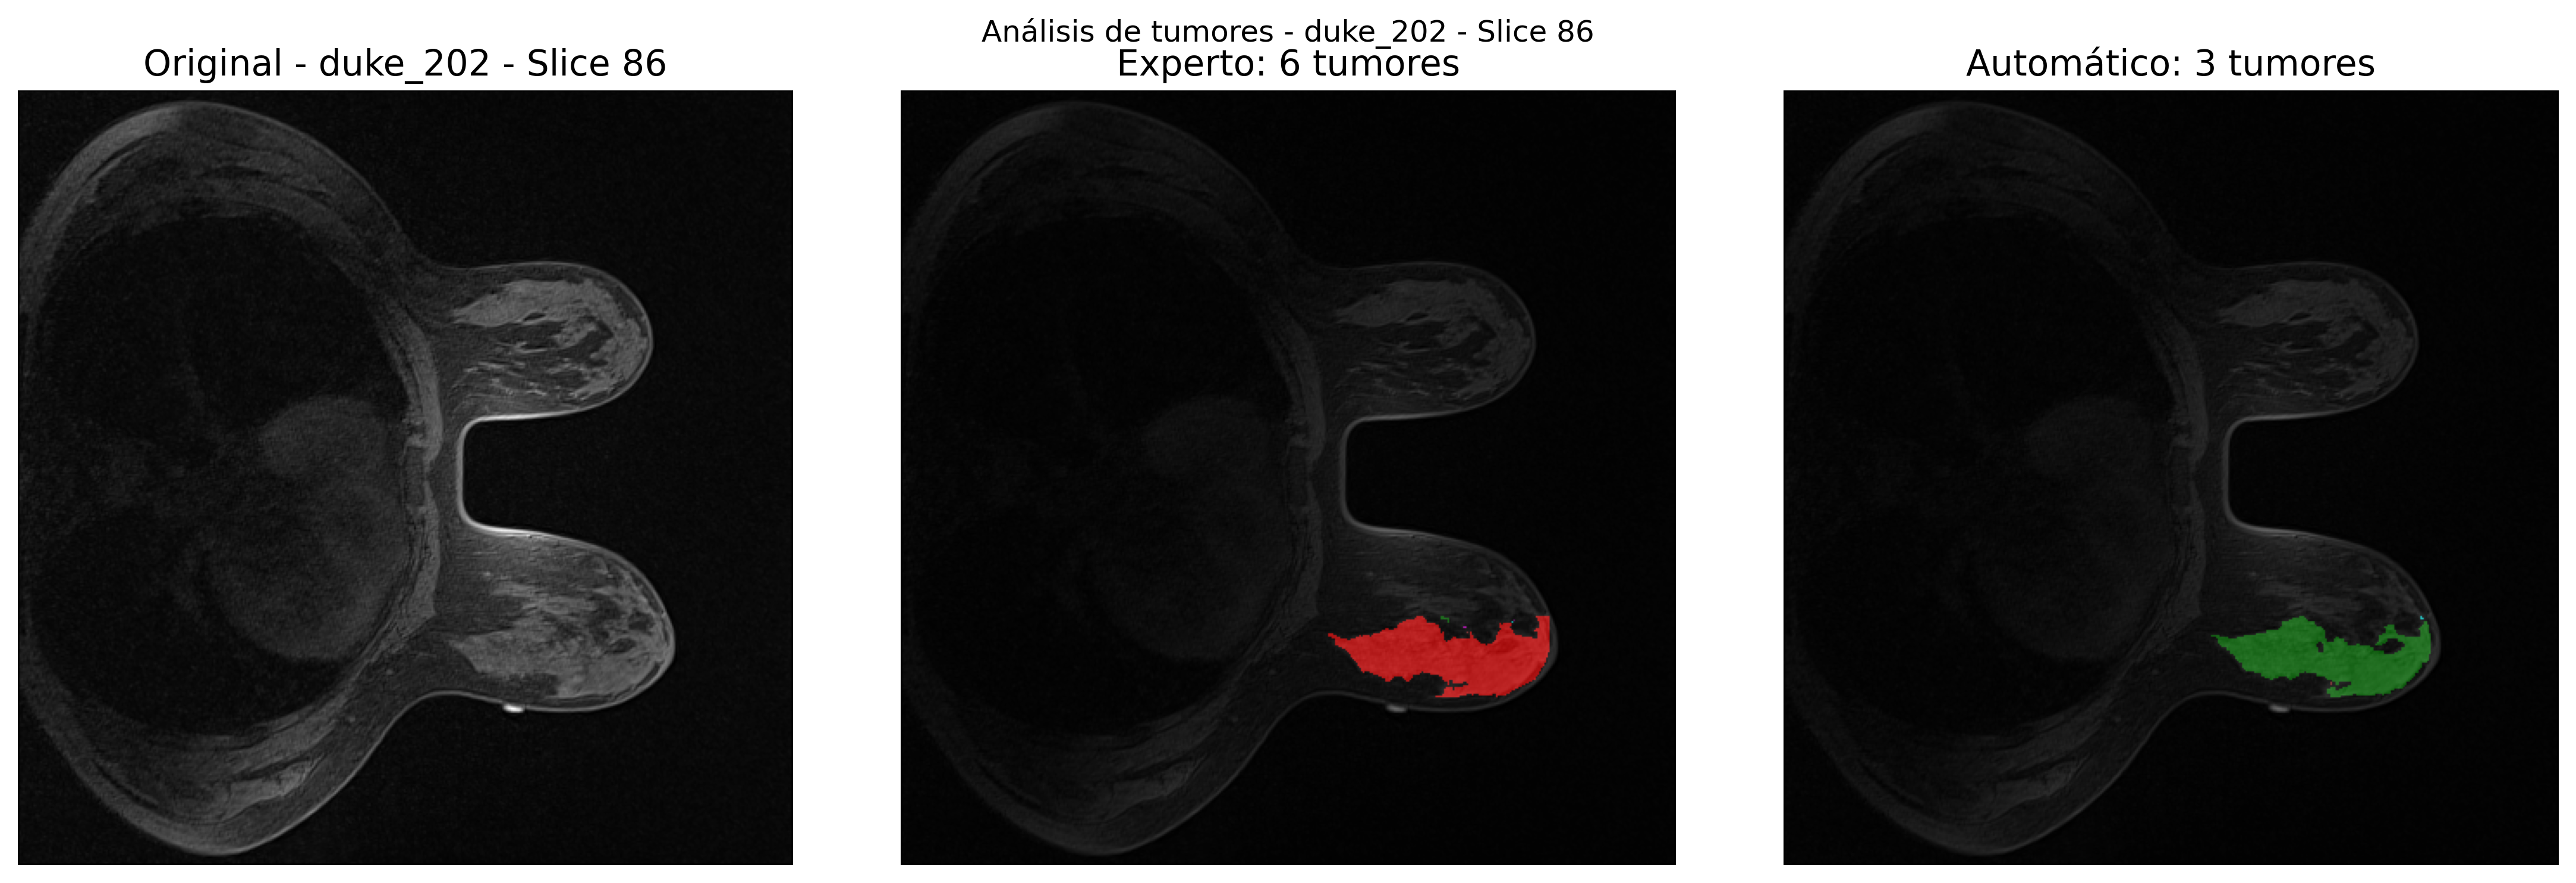 Análisis de tumores - duke_202 - Slice 86
Original - duke_202 - Slice 86
Experto: 6 tumores
Automático: 3 tumores